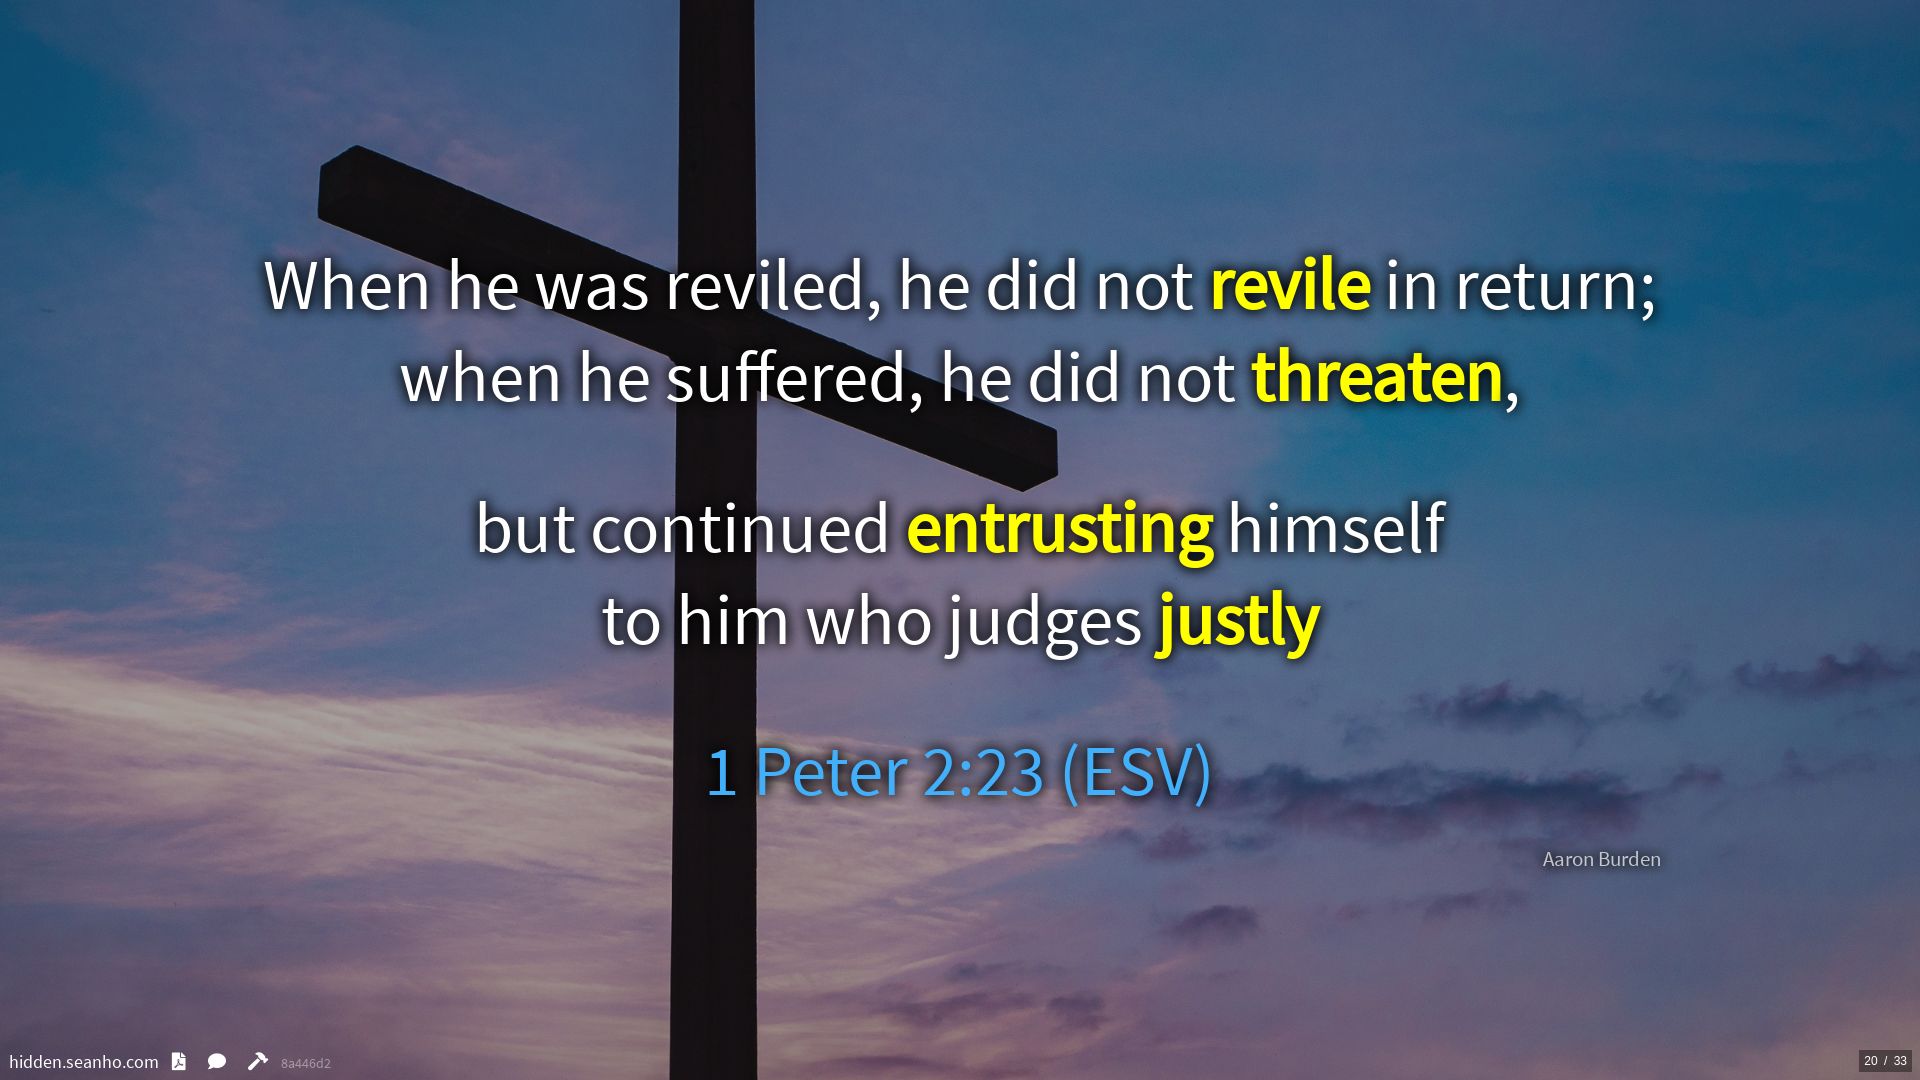 When he was reviled, he did not revile in return;
when he suffered, he did not threaten,
but continued entrusting himself
to him who judges justly
1 Peter 2:23 (ESV)
Aaron Burden
hidden.seanho.com 8a446d2
20 / 33